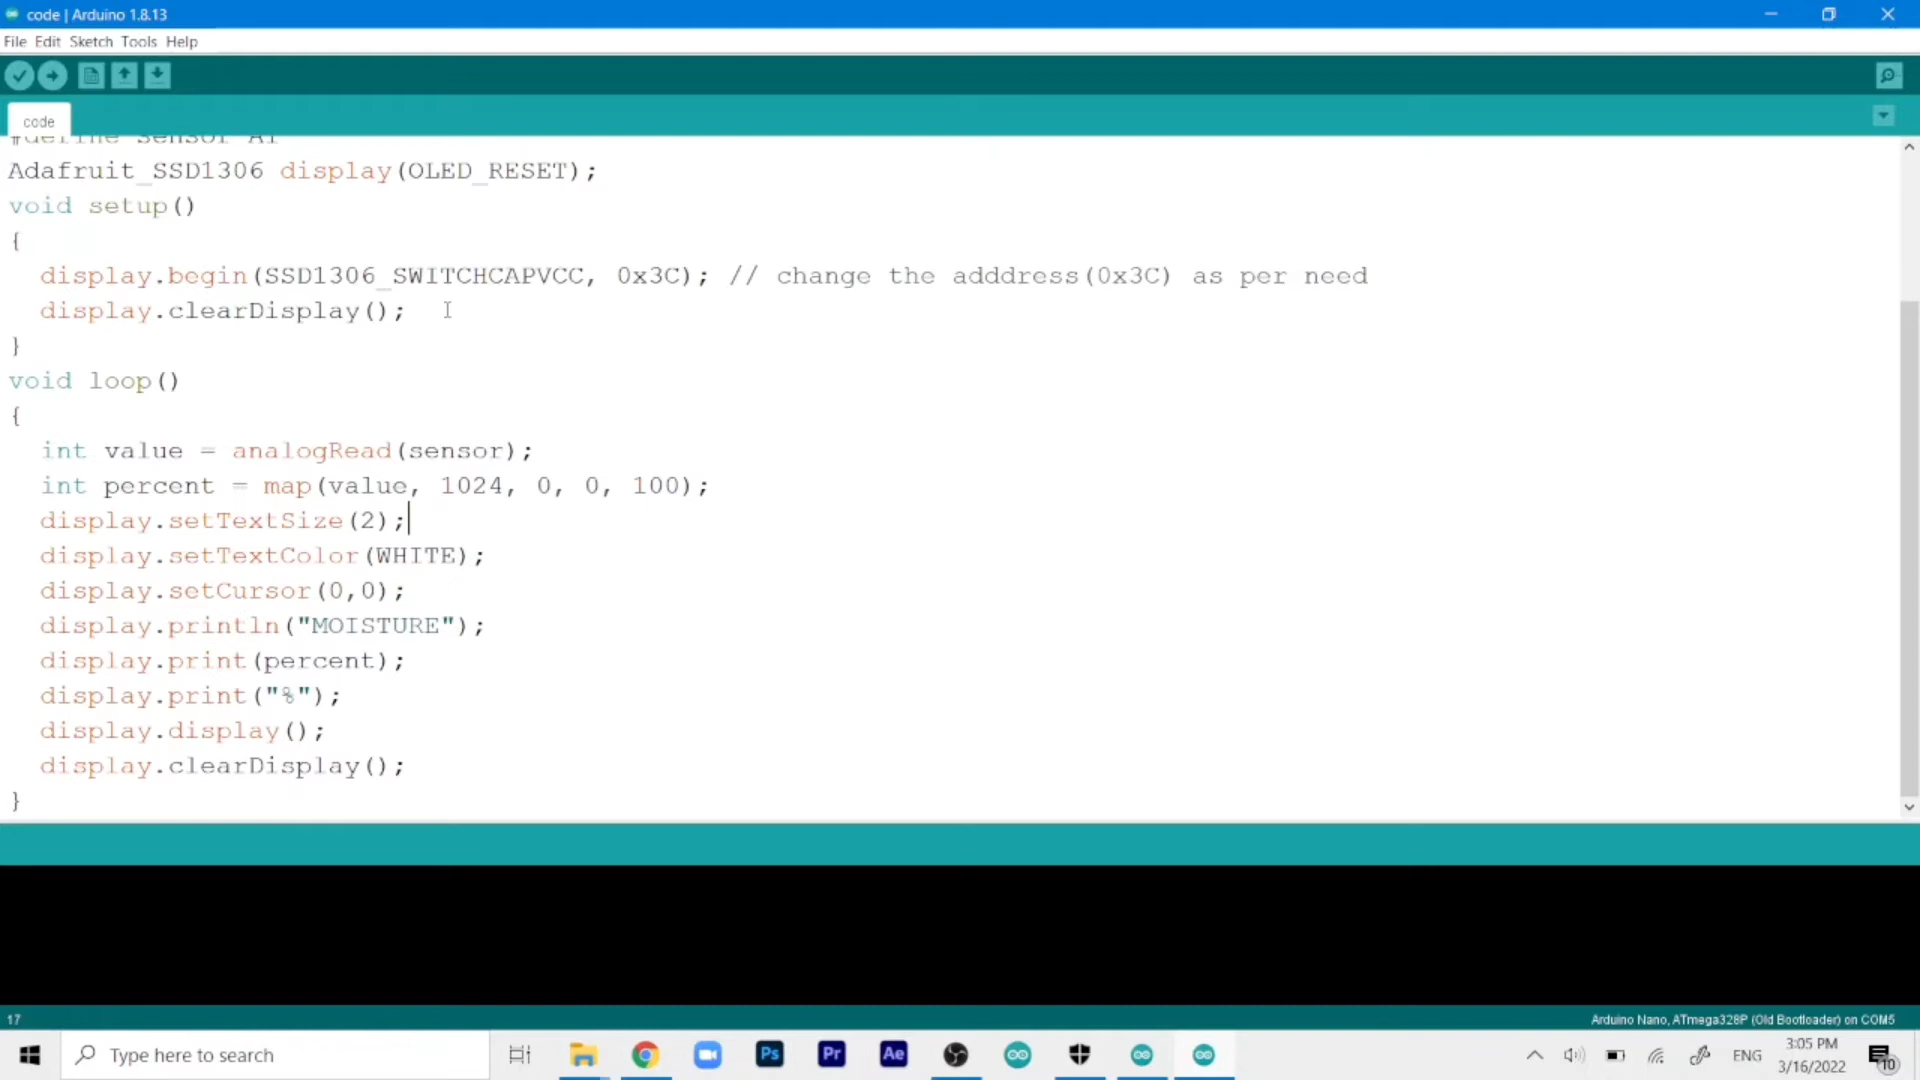 code | Arduino 1.8.13
File Edit Sketch Tools Help
code
#define sensor A1
Adafruit_SSD1306 display(OLED_RESET);
void setup()
{
display.begin(SSD1306_SWITCHCAPVCC, 0x3C); // change the adddress(0x3C) as per need
display.clearDisplay();
}
void loop()
{
int value = analogRead(sensor);
int percent = map(value, 1024, 0, 0, 100);
display.setTextSize(2);
display.setTextColor(WHITE);
display.setCursor(0,0);
display.println("MOISTURE");
display.print(percent);
display.print("%");
display.display();
display.clearDisplay();
}
17
Arduino Nano, ATmega328P (Old Bootloader) on COM5
Type here to search
Ps
Pr
Ae
ENG
3:05 PM
3/16/2022
10